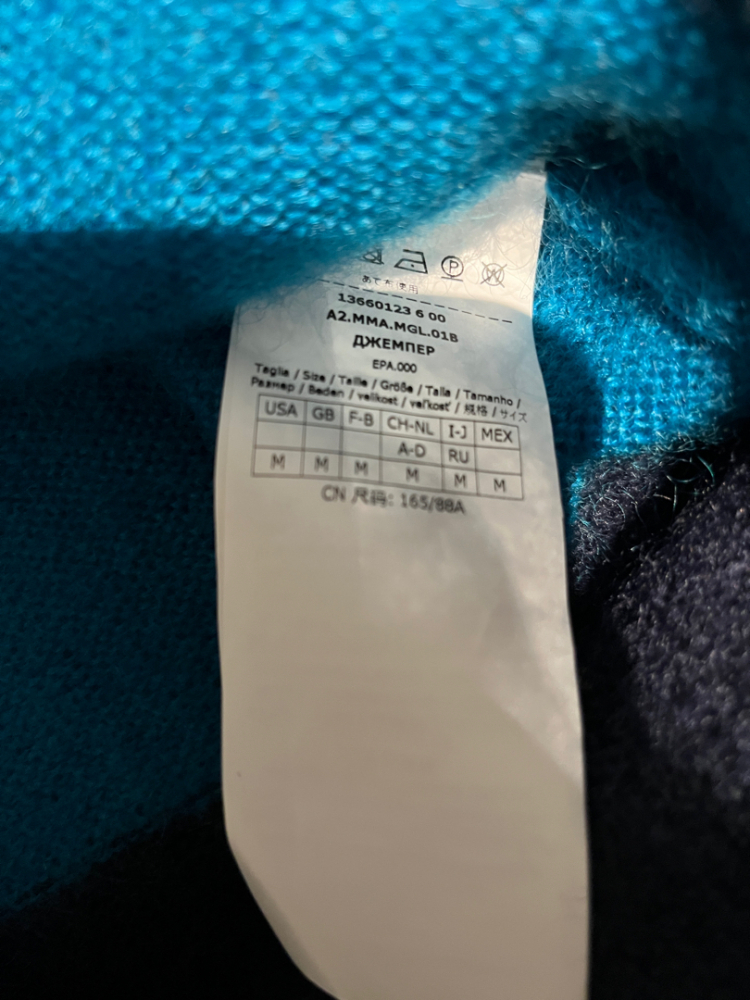 P W
あて布使用
13660123 6 00
A2.MMA.MGL.01B
ДЖЕМПЕР
EPA.000
Taglia / Size / Taille / Größe / Talla / Tamanho /
Размер / Beden / velikost / veľkosť / 規格 / サイズ
USA GB F-B CH-NL I-J MEX
A-D RU
M M M M M M
CN 尺码: 165/88A